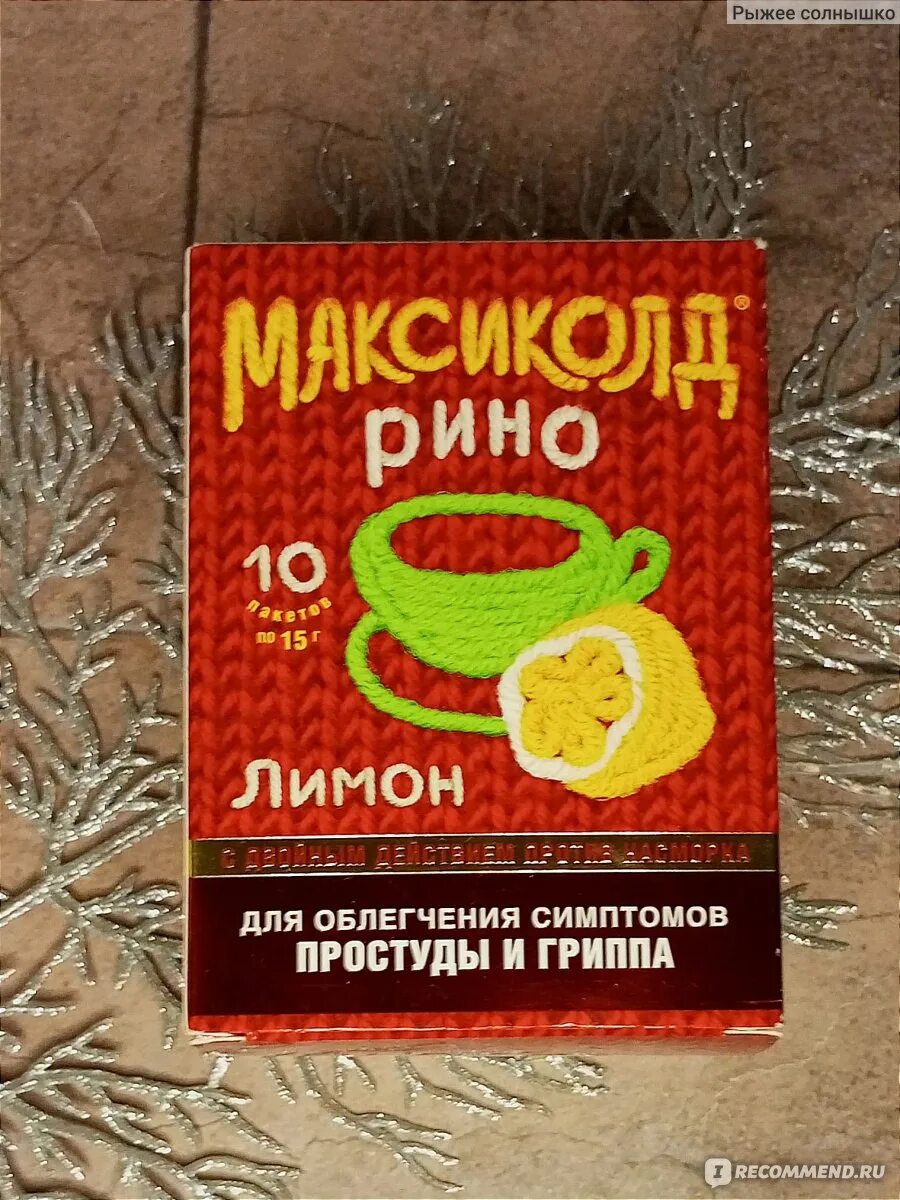 Рыжее солнышко
МАКСИКОЛД®
РИНО
10
пакетов
по 15 г
Лимон
С ДВОЙНЫМ ДЕЙСТВИЕМ ПРОТИВ НАСМОРКА
ДЛЯ ОБЛЕГЧЕНИЯ СИМПТОМОВ
ПРОСТУДЫ И ГРИППА
I RECOMMEND.RU